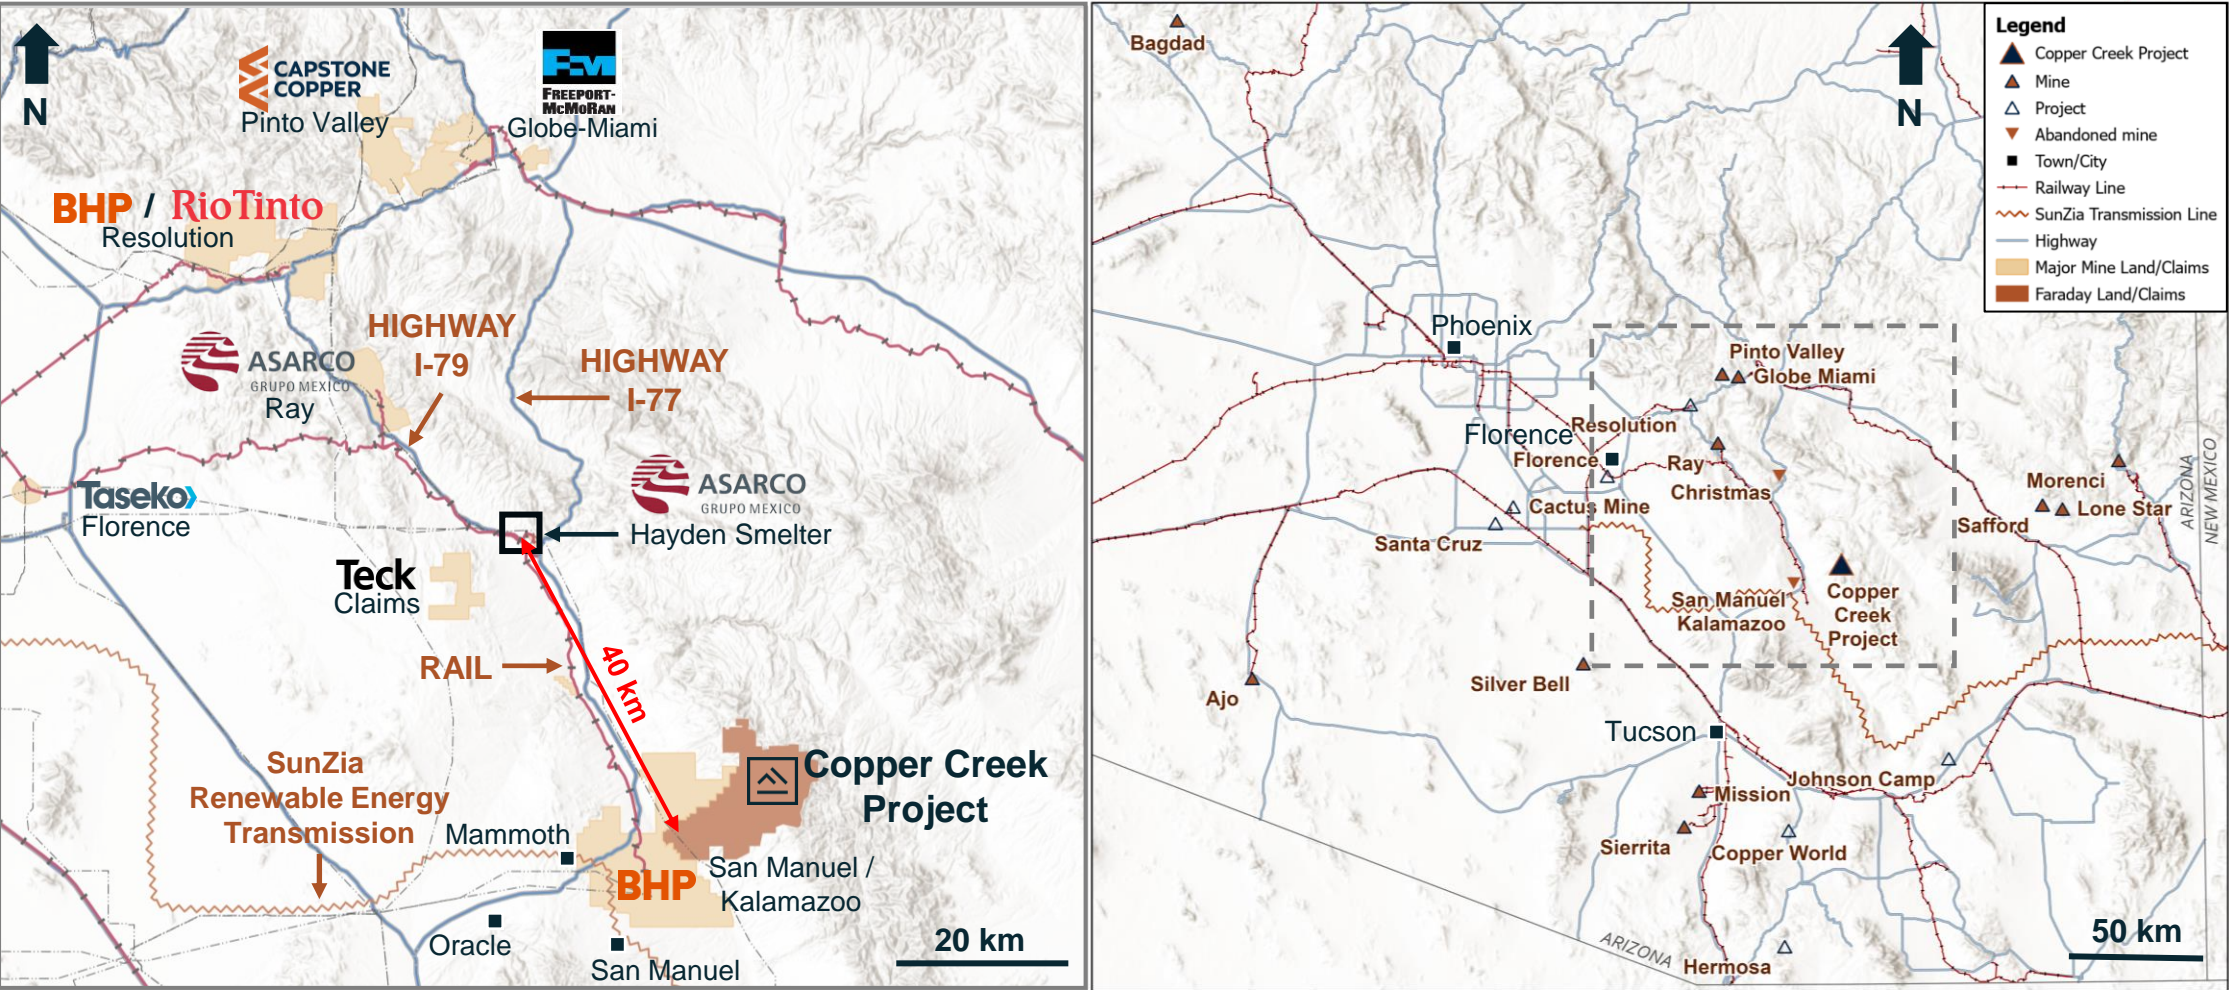 N
CAPSTONE
COPPER
Pinto Valley
FCM
FREEPORT-
McMoRAN
Globe-Miami
BHP / RioTinto
Resolution
ASARCO
GRUPO MEXICO
Ray
HIGHWAY
I-79
HIGHWAY
I-77
Taseko
Florence
ASARCO
GRUPO MEXICO
Hayden Smelter
Teck
Claims
RAIL
40 km
SunZia
Renewable Energy
Transmission
Mammoth
Copper Creek
Project
BHP
San Manuel /
Kalamazoo
Oracle
San Manuel
20 km
Bagdad
N
Legend
Copper Creek Project
Mine
Project
Abandoned mine
Town/City
Railway Line
SunZia Transmission Line
Highway
Major Mine Land/Claims
Faraday Land/Claims
Phoenix
Pinto Valley
Globe Miami
Resolution
Florence
Florence
Ray
Christmas
Cactus Mine
Santa Cruz
Morenci
Lone Star
Safford
ARIZONA
NEW MEXICO
San Manuel
Kalamazoo
Copper
Creek
Project
Silver Bell
Ajo
Tucson
Johnson Camp
Mission
Sierrita
Copper World
Hermosa
ARIZONA
50 km